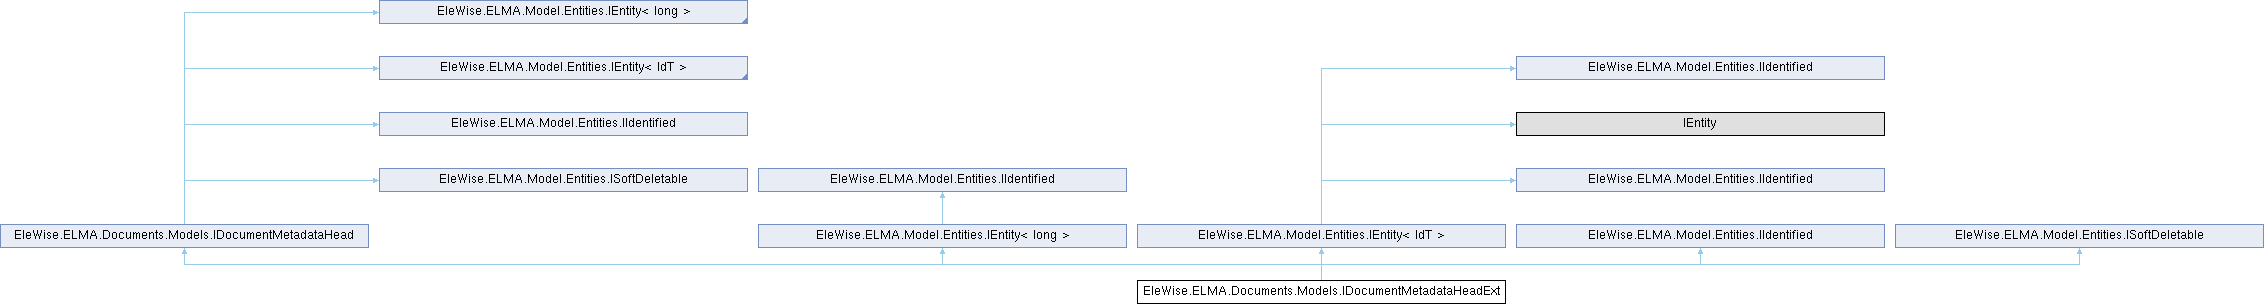 EleWise.ELMA.Model.Entities.IEntity< long >
EleWise.ELMA.Model.Entities.IEntity< IdT >
EleWise.ELMA.Model.Entities.IIdentified
EleWise.ELMA.Model.Entities.IIdentified
IEntity
EleWise.ELMA.Model.Entities.ISoftDeletable
EleWise.ELMA.Model.Entities.IIdentified
EleWise.ELMA.Model.Entities.IIdentified
EleWise.ELMA.Documents.Models.IDocumentMetadataHead
EleWise.ELMA.Model.Entities.IEntity< long >
EleWise.ELMA.Model.Entities.IEntity< IdT >
EleWise.ELMA.Model.Entities.IIdentified
EleWise.ELMA.Model.Entities.ISoftDeletable
EleWise.ELMA.Documents.Models.IDocumentMetadataHeadExt